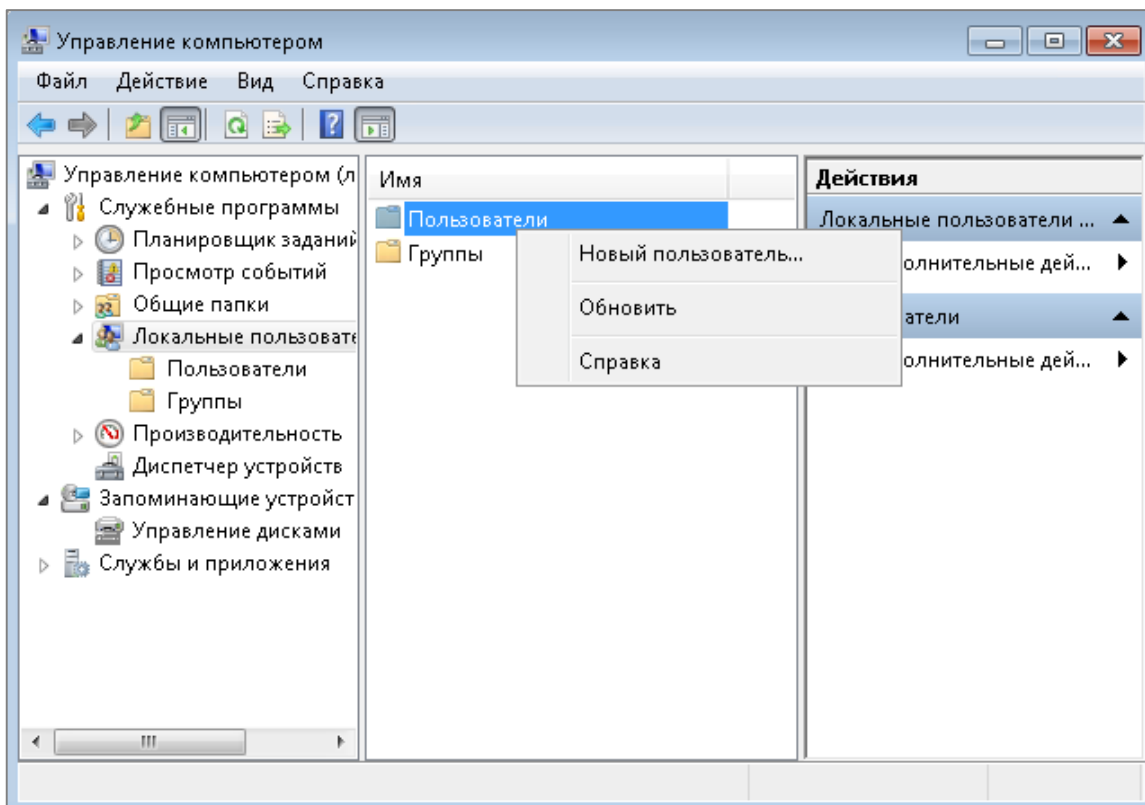 Управление компьютером
Файл Действие Вид Справка
Управление компьютером (л
Служебные программы
Планировщик заданий
Просмотр событий
Общие папки
Локальные пользовате
Пользователи
Группы
Производительность
Диспетчер устройств
Запоминающие устройст
Управление дисками
Службы и приложения
Имя
Пользователи
Группы
Новый пользователь...
Обновить
Справка
Действия
Локальные пользователи ...
олнительные дей...
атели
олнительные дей...